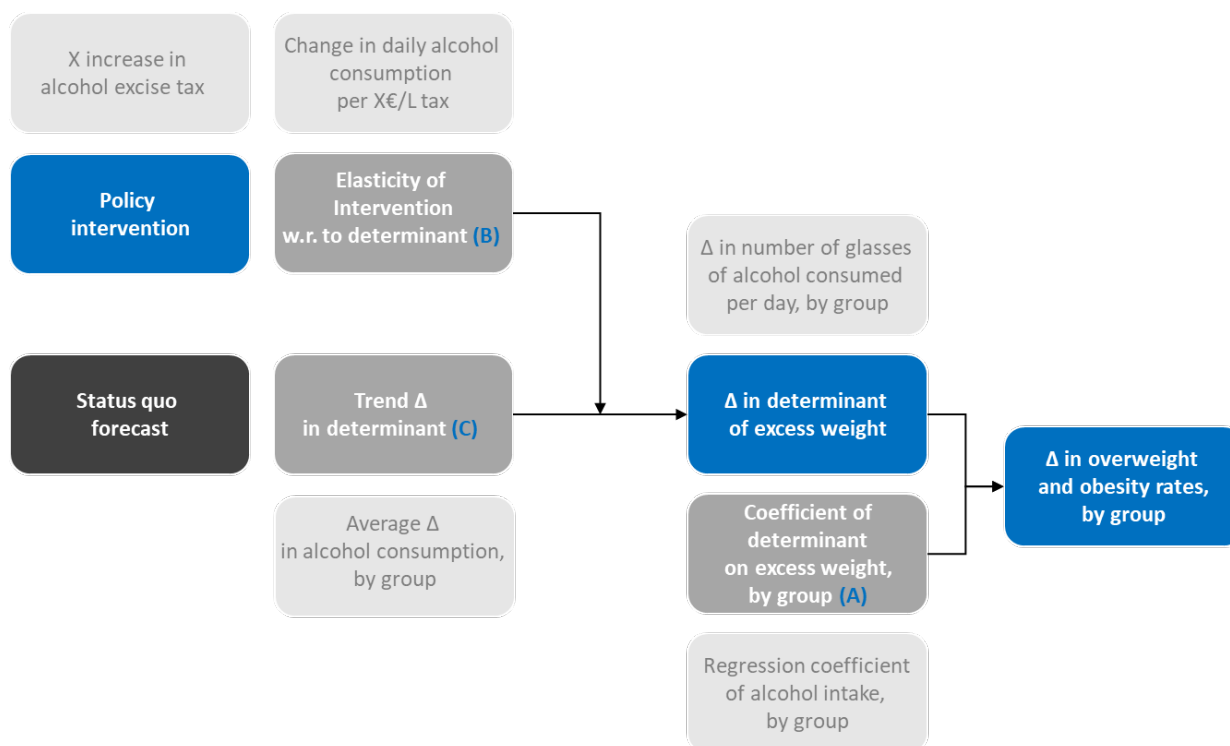 X increase in
alcohol excise tax
Change in daily alcohol
consumption
per X€/L tax
Policy
intervention
Elasticity of
Intervention
w.r. to determinant (B)
Δ in number of glasses
of alcohol consumed
per day, by group
Status quo
forecast
Trend Δ
in determinant (C)
Δ in determinant
of excess weight
Δ in overweight
and obesity rates,
by group
Average Δ
in alcohol consumption,
by group
Coefficient of
determinant
on excess weight,
by group (A)
Regression coefficient
of alcohol intake,
by group